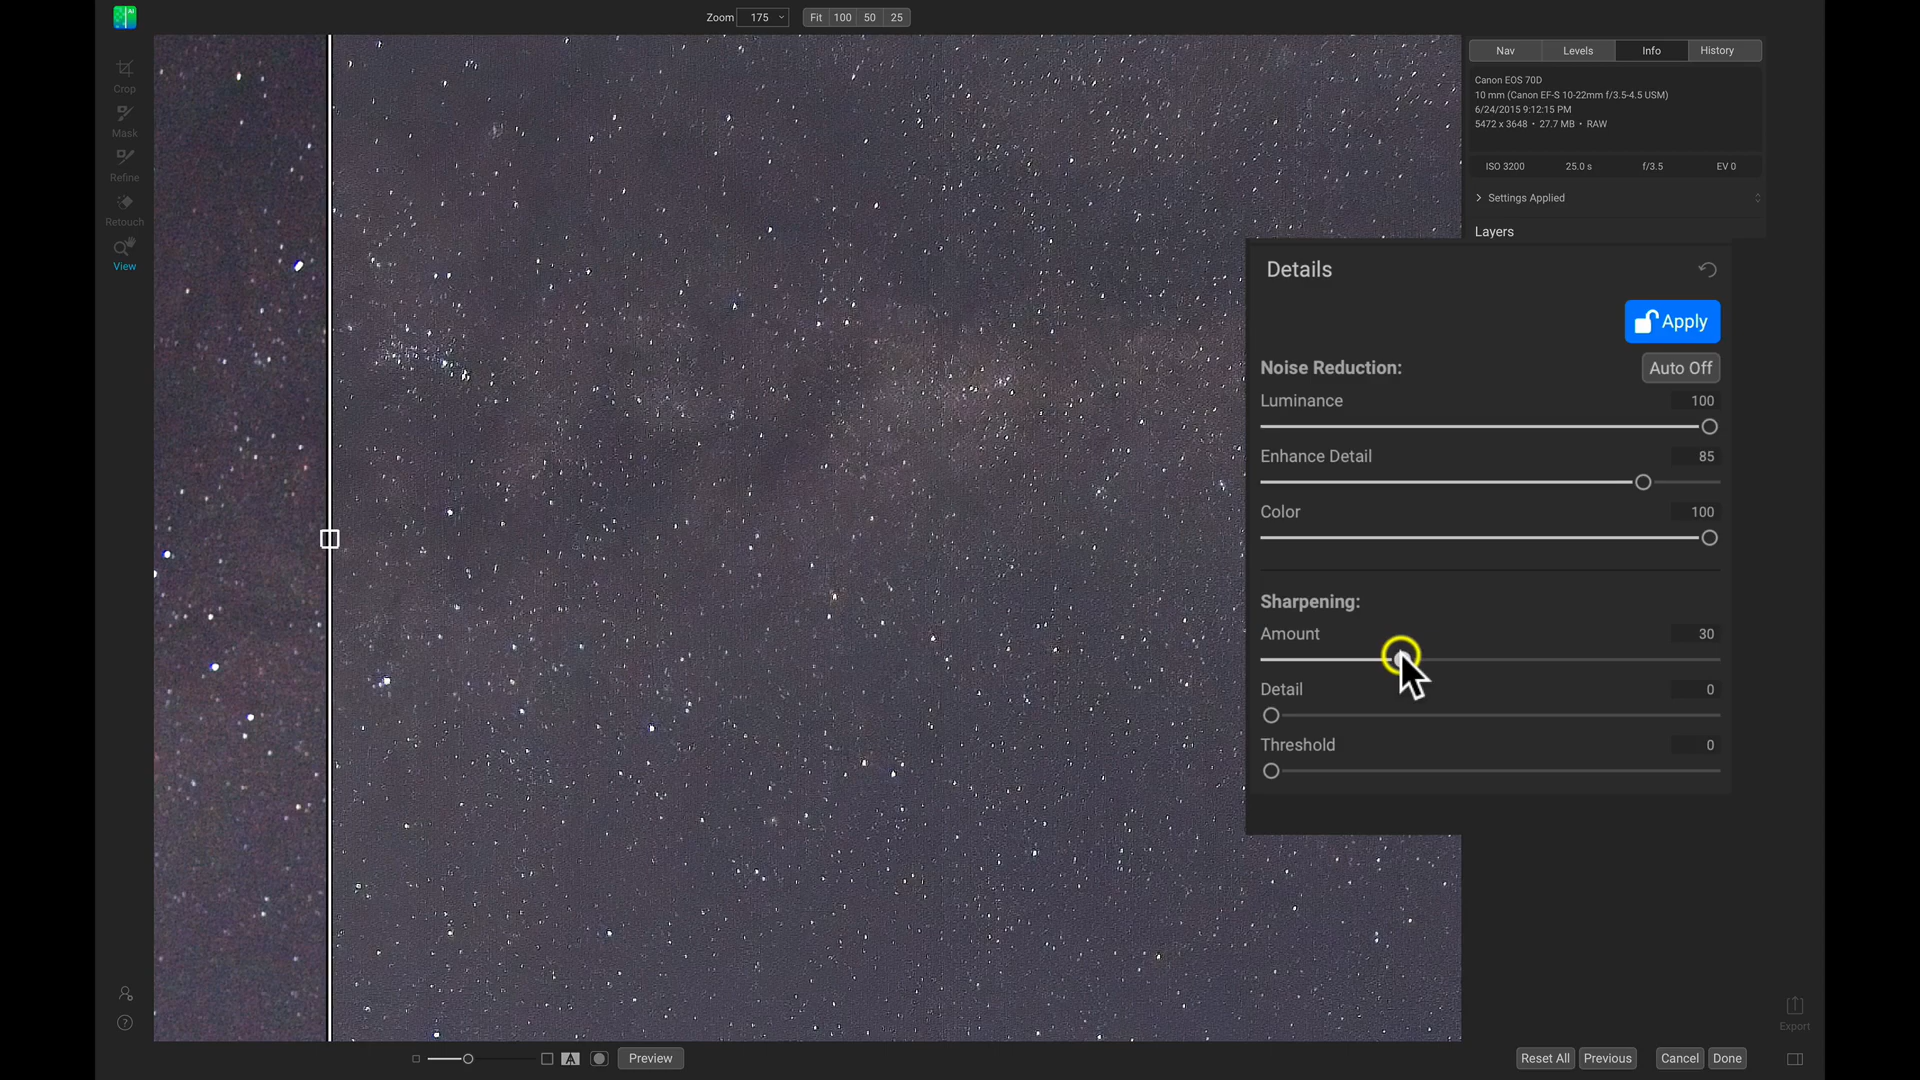 AI
Zoom 175 Fit 100 50 25
Crop
Mask
Refine
Retouch
View
Nav Levels Info History
Canon EOS 70D
10 mm (Canon EF-S 10-22mm f/3.5-4.5 USM)
6/24/2015 9:12:15 PM
5472 x 3648 • 27.7 MB • RAW
ISO 3200 25.0 s f/3.5 EV 0
Settings Applied
Layers
Details
Apply
Noise Reduction: Auto Off
Luminance 100
Enhance Detail 85
Color 100
Sharpening:
Amount 30
Detail 0
Threshold 0
Export
?
A Preview Reset All Previous Cancel Done